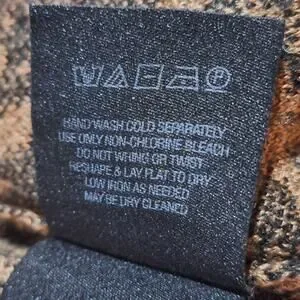 HAND WASH COLD SEPARATELY
USE ONLY NON-CHLORINE BLEACH
DO NOT WHING OR TWIST
RESHAPE & LAY FLAT TO DRY
LOW IRON AS NEEDED
MAY BE DRY CLEANED